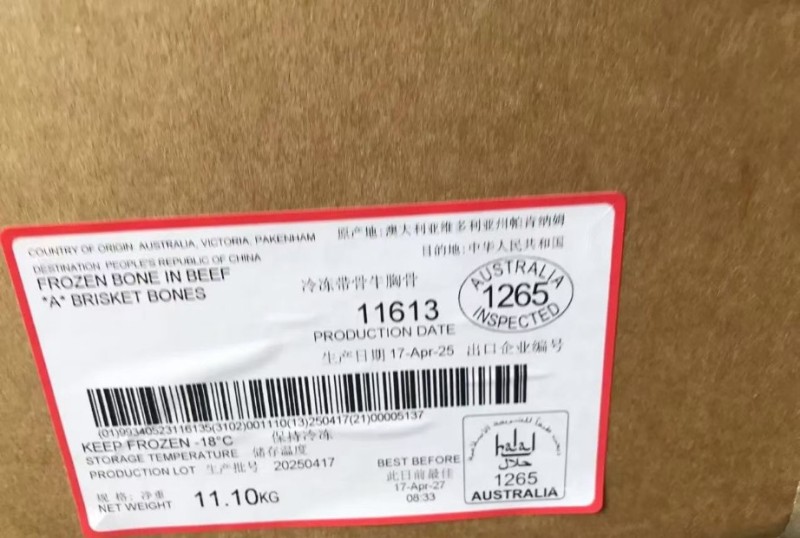 COUNTRY OF ORIGIN AUSTRALIA, VICTORIA, PAKENHAM
原产地:澳大利亚维多利亚州帕肯纳姆
DESTINATION PEOPLE'S REPUBLIC OF CHINA
目的地:中华人民共和国
FROZEN BONE IN BEEF
冷冻带骨牛胸骨
*A* BRISKET BONES
AUSTRALIA
1265
INSPECTED
11613
PRODUCTION DATE
生产日期 17-Apr-25 出口企业编号
(01)99340523116135(3102)001110(13)250417(21)00005137
KEEP FROZEN -18°C 保持冷冻
STORAGE TEMPERATURE 储存温度
PRODUCTION LOT 生产批号 20250417
BEST BEFORE
此日前最佳
17-Apr-27
08:33
规 格: 净重
NET WEIGHT 11.10KG
halal
حلال
1265
AUSTRALIA